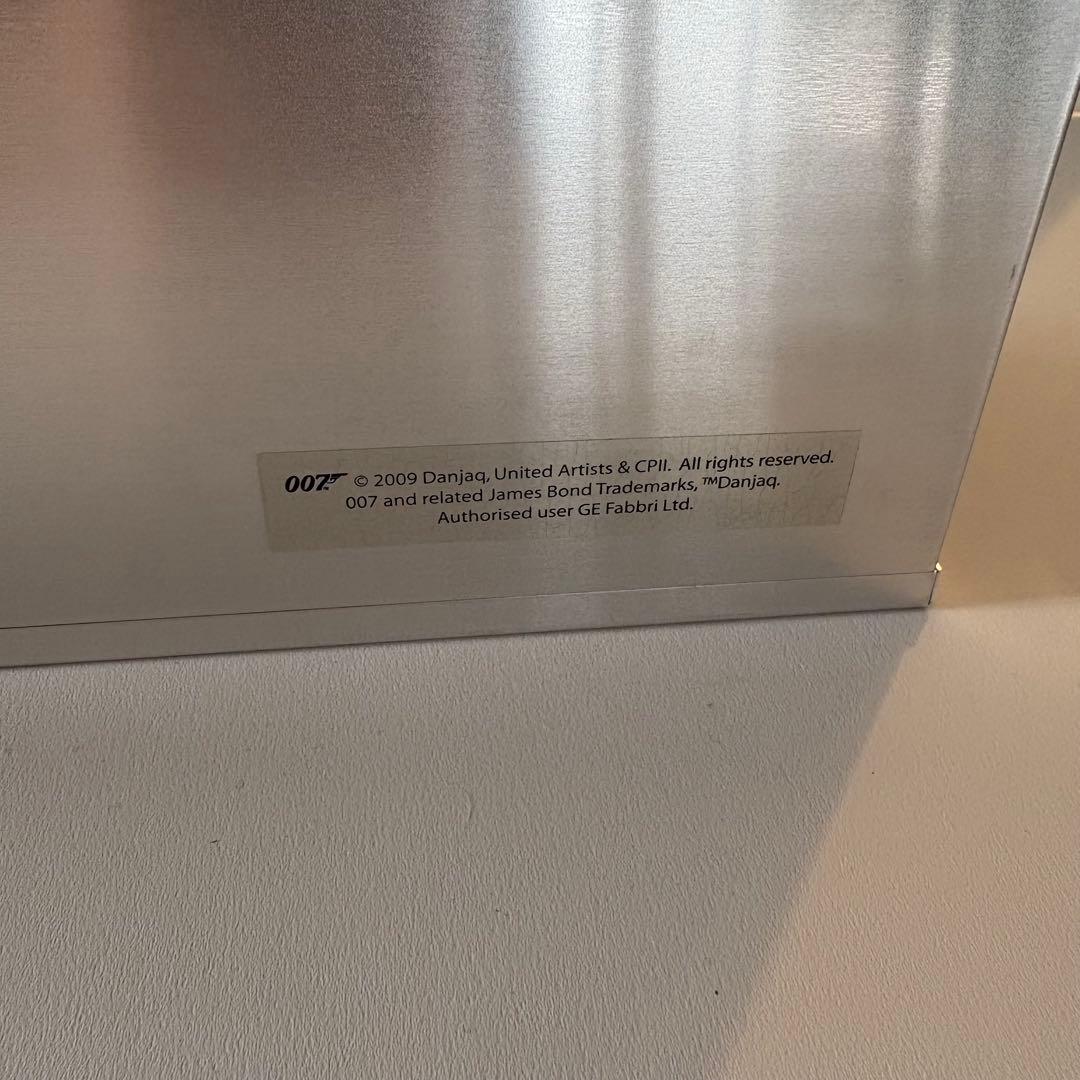 007 © 2009 Danjaq, United Artists & CPII. All rights reserved.
007 and related James Bond Trademarks, ™Danjaq.
Authorised user GE Fabbri Ltd.